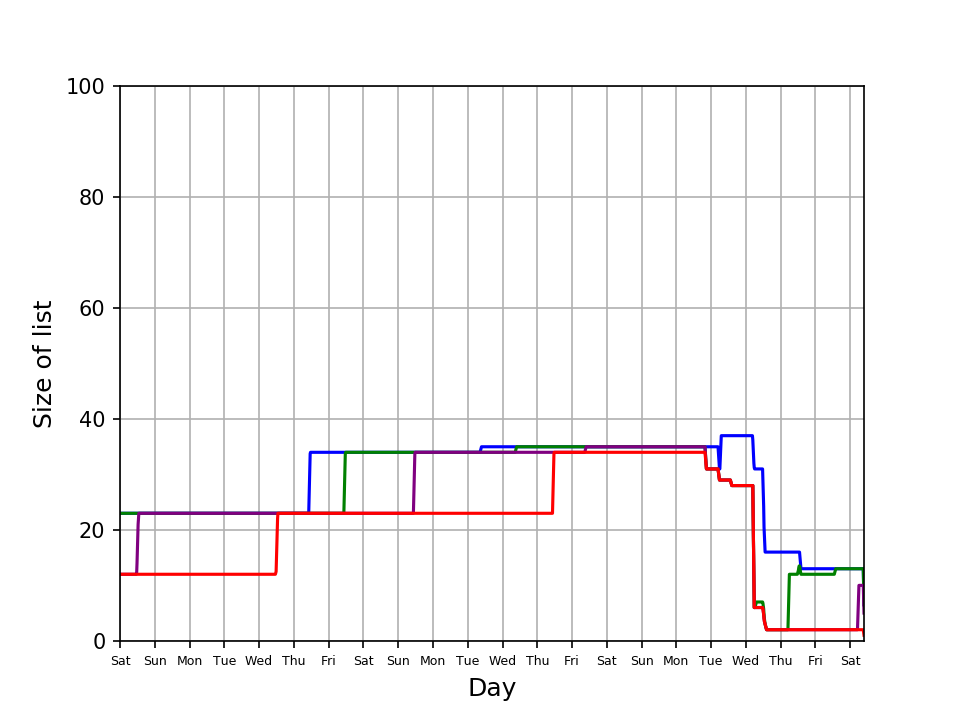 100
80
60
40
20
0
Size of list
Sat Sun Mon Tue Wed Thu Fri Sat Sun Mon Tue Wed Thu Fri Sat Sun Mon Tue Wed Thu Fri Sat
Day